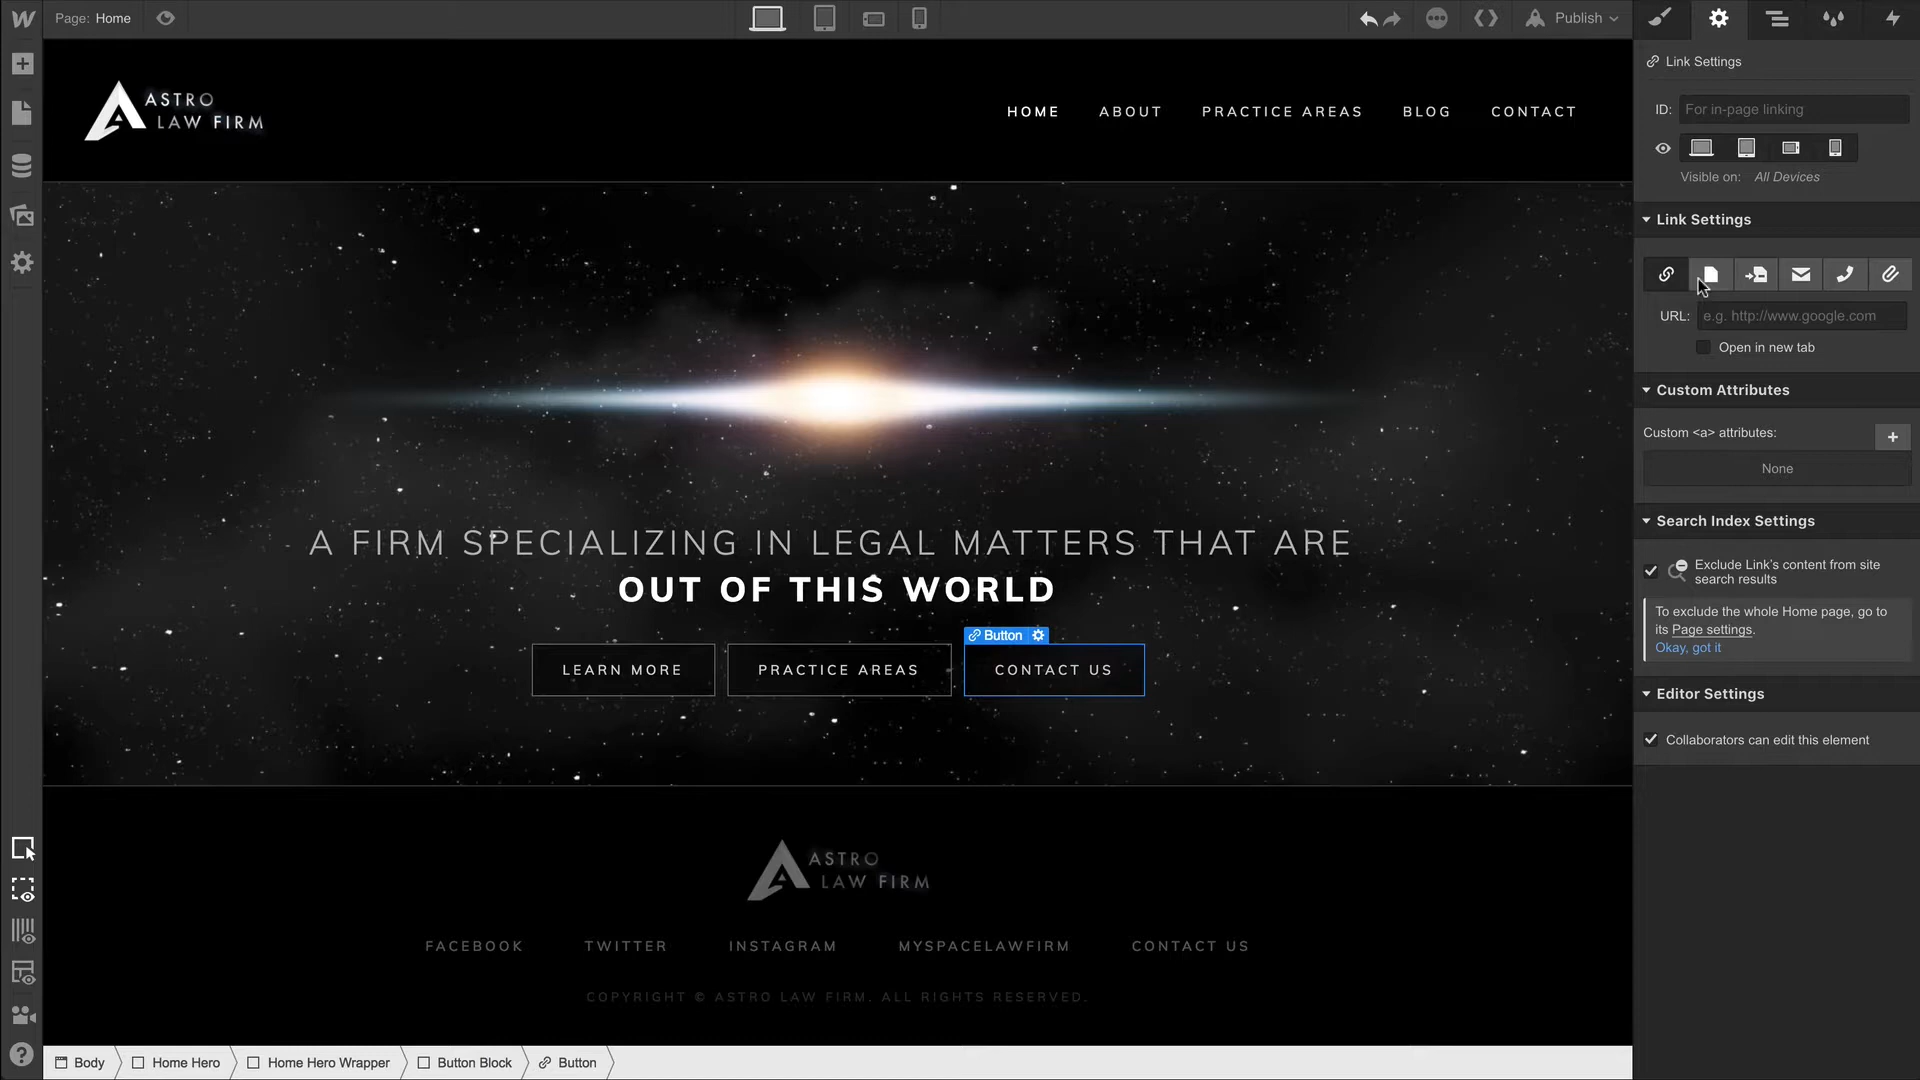 Page: Home
Publish
ASTRO
LAW FIRM
HOME ABOUT PRACTICE AREAS BLOG CONTACT
A FIRM SPECIALIZING IN LEGAL MATTERS THAT ARE
OUT OF THIS WORLD
Button
LEARN MORE
PRACTICE AREAS
CONTACT US
ASTRO
LAW FIRM
FACEBOOK TWITTER INSTAGRAM MYSPACELAWFIRM CONTACT US
COPYRIGHT © ASTRO LAW FIRM. ALL RIGHTS RESERVED.
Body Home Hero Home Hero Wrapper Button Block Button
Link Settings
ID: For in-page linking
Visible on: All Devices
Link Settings
URL: e.g. http://www.google.com
Open in new tab
Custom Attributes
Custom <a> attributes:
+
None
Search Index Settings
Exclude Link's content from site
search results
To exclude the whole Home page, go to
its Page settings.
Okay, got it
Editor Settings
Collaborators can edit this element